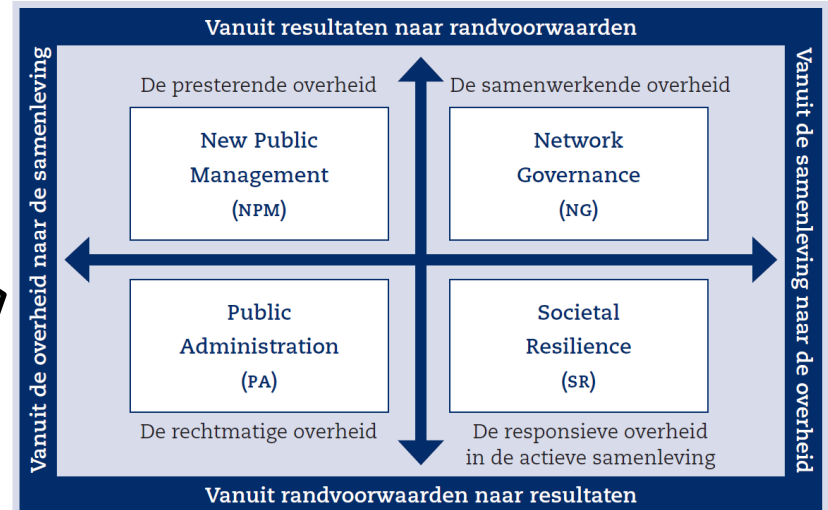 Vanuit resultaten naar randvoorwaarden
Vanuit de overheid naar de samenleving
Vanuit de samenleving naar de overheid
De presterende overheid
De samenwerkende overheid
New Public
Management
(NPM)
Network
Governance
(NG)
Public
Administration
(PA)
Societal
Resilience
(SR)
De rechtmatige overheid
De responsieve overheid
in de actieve samenleving
Vanuit randvoorwaarden naar resultaten